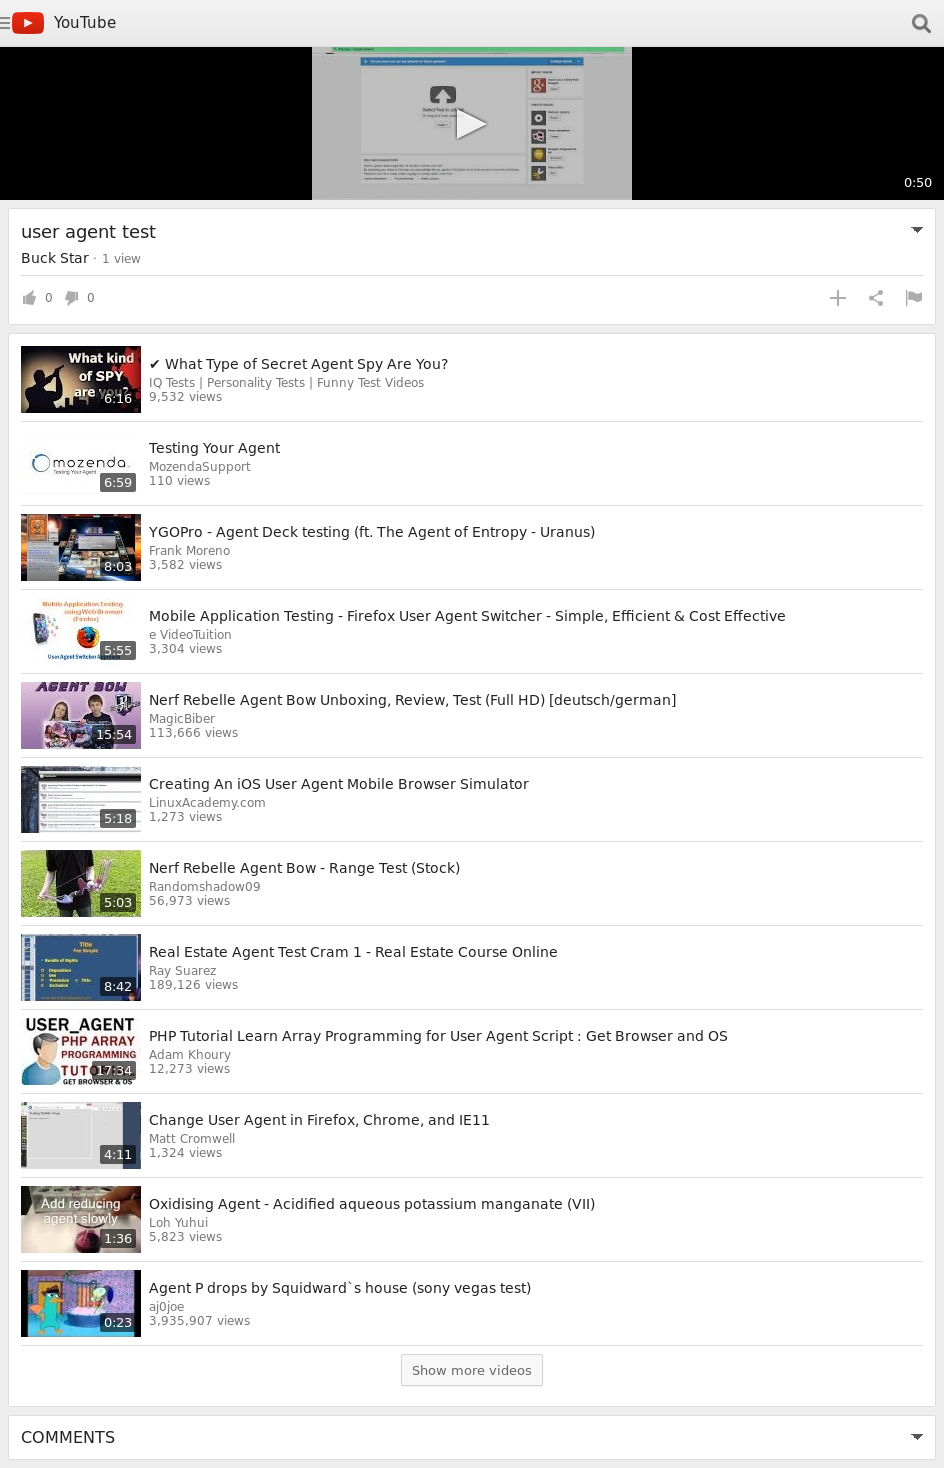 YouTube
0:50
user agent test
Buck Star · 1 view
0 0
What kind
of SPY
are you?
6:16
✔ What Type of Secret Agent Spy Are You?
IQ Tests | Personality Tests | Funny Test Videos
9,532 views
mozenda
Testing Your Agent
6:59
Testing Your Agent
MozendaSupport
110 views
8:03
YGOPro - Agent Deck testing (ft. The Agent of Entropy - Uranus)
Frank Moreno
3,582 views
Mobile Application Testing
using Web Browser
(Firefox)
User Agent Switcher
5:55
Mobile Application Testing - Firefox User Agent Switcher - Simple, Efficient & Cost Effective
e VideoTuition
3,304 views
AGENT BOW
15:54
Nerf Rebelle Agent Bow Unboxing, Review, Test (Full HD) [deutsch/german]
MagicBiber
113,666 views
5:18
Creating An iOS User Agent Mobile Browser Simulator
LinuxAcademy.com
1,273 views
5:03
Nerf Rebelle Agent Bow - Range Test (Stock)
Randomshadow09
56,973 views
Title
Fee Simple
Bundle of Rights
8:42
Real Estate Agent Test Cram 1 - Real Estate Course Online
Ray Suarez
189,126 views
USER_AGENT
PHP ARRAY
PROGRAMMING
GET BROWSER & OS
17:34
PHP Tutorial Learn Array Programming for User Agent Script : Get Browser and OS
Adam Khoury
12,273 views
4:11
Change User Agent in Firefox, Chrome, and IE11
Matt Cromwell
1,324 views
Add reducing
agent slowly
1:36
Oxidising Agent - Acidified aqueous potassium manganate (VII)
Loh Yuhui
5,823 views
0:23
Agent P drops by Squidward`s house (sony vegas test)
aj0joe
3,935,907 views
Show more videos
COMMENTS